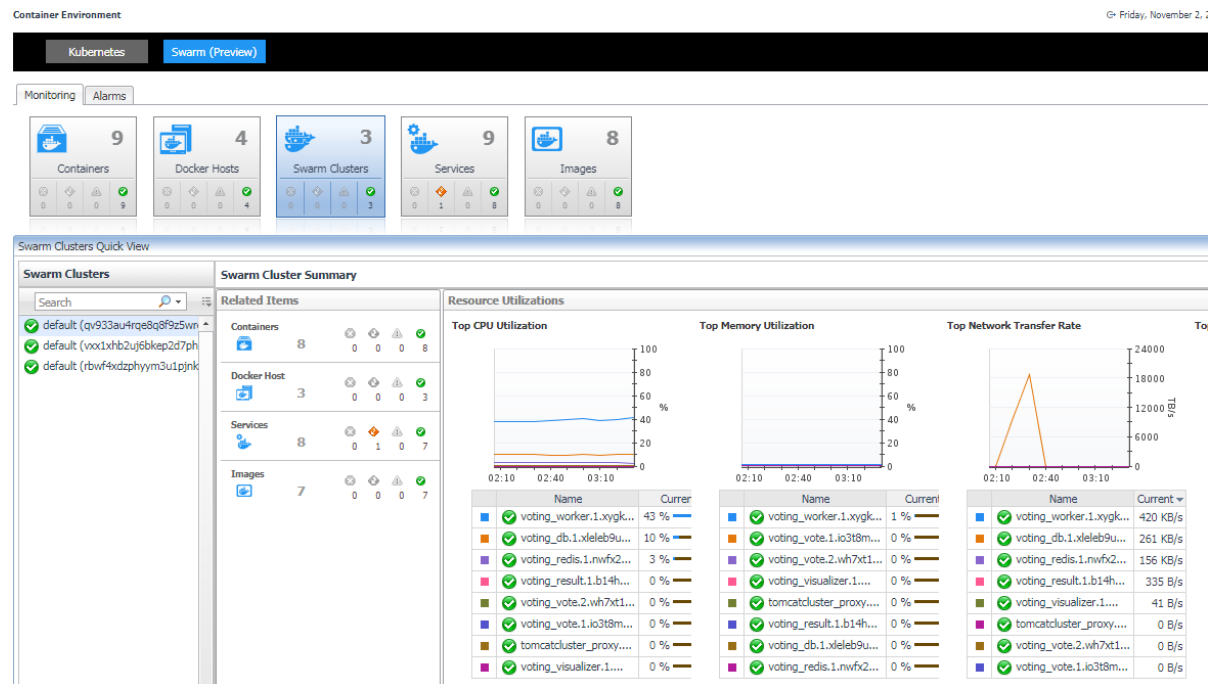 Container Environment
Friday, November 2, 2
Kubernetes Swarm (Preview)
Monitoring Alarms
9 4 3 9 8
Containers Docker Hosts Swarm Clusters Services Images
0 0 0 9 0 0 0 4 0 0 0 3 0 1 0 8 0 0 0 8
Swarm Clusters Quick View
Swarm Clusters
Search
default (qv933au4rqe8q8f9z5wr
default (vxx1xhb2uj6bkep2d7ph
default (rbwf4xdzphyym3u1pjnk
Swarm Cluster Summary
Related Items
Containers
8 0 0 0 8
Docker Host
3 0 0 0 3
Services
8 0 1 0 7
Images
7 0 0 0 7
Resource Utilizations
Top CPU Utilization
100
80
60
40
20
0
%
02:10 02:40 03:10
Name Currer
voting_worker.1.xygk... 43 %
voting_db.1.xleleb9u... 10 %
voting_redis.1.nwfx2... 3 %
voting_result.1.b14h... 0 %
voting_vote.2.wh7xt1... 0 %
voting_vote.1.io3t8m... 0 %
tomcatcluster_proxy.... 0 %
voting_visualizer.1.... 0 %
Top Memory Utilization
100
80
60
40
20
0
%
02:10 02:40 03:10
Name Current
voting_worker.1.xygk... 1 %
voting_vote.1.io3t8m... 0 %
voting_vote.2.wh7xt1... 0 %
voting_visualizer.1.... 0 %
tomcatcluster_proxy.... 0 %
voting_result.1.b14h... 0 %
voting_db.1.xleleb9u... 0 %
voting_redis.1.nwfx2... 0 %
Top Network Transfer Rate
24000
18000
12000
6000
0
TB/s
02:10 02:40 03:10
Name Current
voting_worker.1.xygk... 420 KB/s
voting_db.1.xleleb9u... 261 KB/s
voting_redis.1.nwfx2... 156 KB/s
voting_result.1.b14h... 335 B/s
voting_visualizer.1.... 41 B/s
tomcatcluster_proxy.... 0 B/s
voting_vote.2.wh7xt1... 0 B/s
voting_vote.1.io3t8m... 0 B/s
To